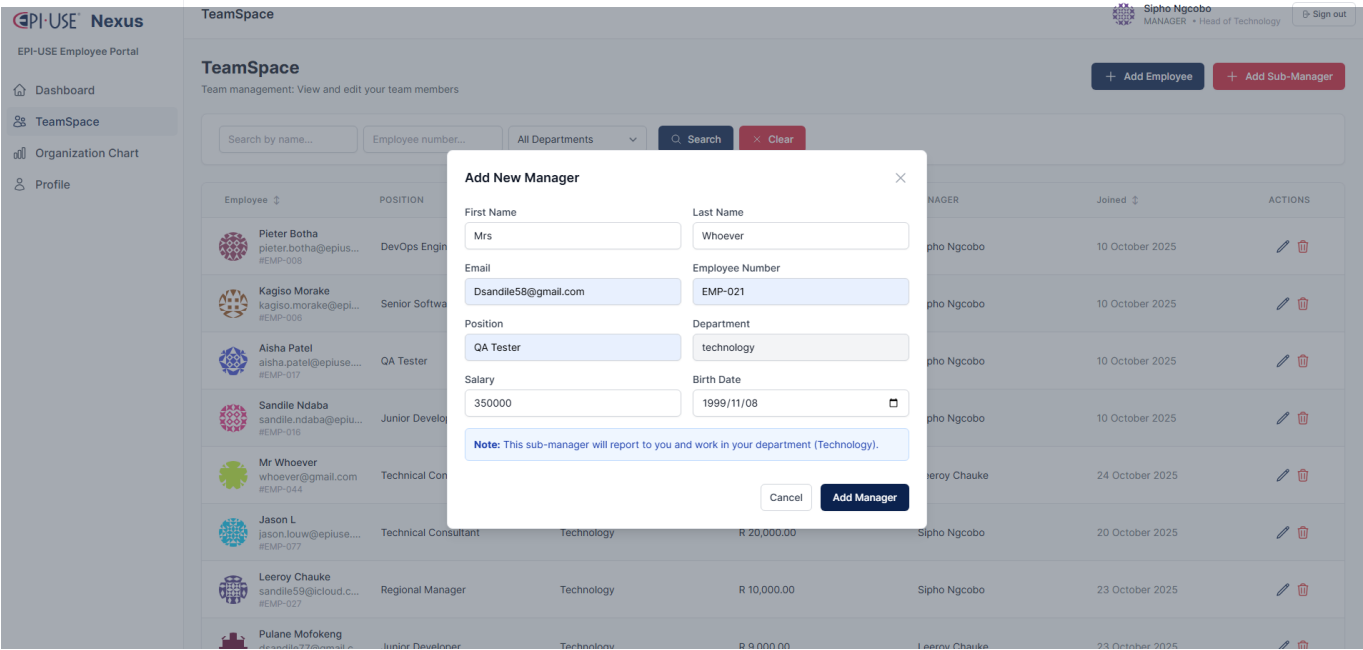 EPI·USE Nexus
EPI-USE Employee Portal
Dashboard
TeamSpace
Organization Chart
Profile
TeamSpace
Sipho Ngcobo
MANAGER • Head of Technology
Sign out
TeamSpace
Team management: View and edit your team members
+ Add Employee
+ Add Sub-Manager
Search by name...
Employee number...
All Departments
Search
Clear
Employee
POSITION
NAGER
Joined
ACTIONS
Pieter Botha
pieter.botha@epius...
#EMP-008
DevOps Engin
pho Ngcobo
10 October 2025
Kagiso Morake
kagiso.morake@epi...
#EMP-006
Senior Softwa
pho Ngcobo
10 October 2025
Aisha Patel
aisha.patel@epiuse....
#EMP-017
QA Tester
pho Ngcobo
10 October 2025
Sandile Ndaba
sandile.ndaba@epiu...
#EMP-016
Junior Develop
pho Ngcobo
10 October 2025
Mr Whoever
whoever@gmail.com
#EMP-044
Technical Con
eeroy Chauke
24 October 2025
Jason L
jason.louw@epiuse....
#EMP-077
Technical Consultant
Technology
R 20,000.00
Sipho Ngcobo
20 October 2025
Leeroy Chauke
sandile59@icloud.c...
#EMP-027
Regional Manager
Technology
R 10,000.00
Sipho Ngcobo
23 October 2025
Pulane Mofokeng
dsandile77@gmail.c...
Junior Developer
Technology
R 9,000.00
Leeroy Chauke
23 October 2025
Add New Manager
First Name
Mrs
Last Name
Whoever
Email
Dsandile58@gmail.com
Employee Number
EMP-021
Position
QA Tester
Department
technology
Salary
350000
Birth Date
1999/11/08
Note: This sub-manager will report to you and work in your department (Technology).
Cancel
Add Manager